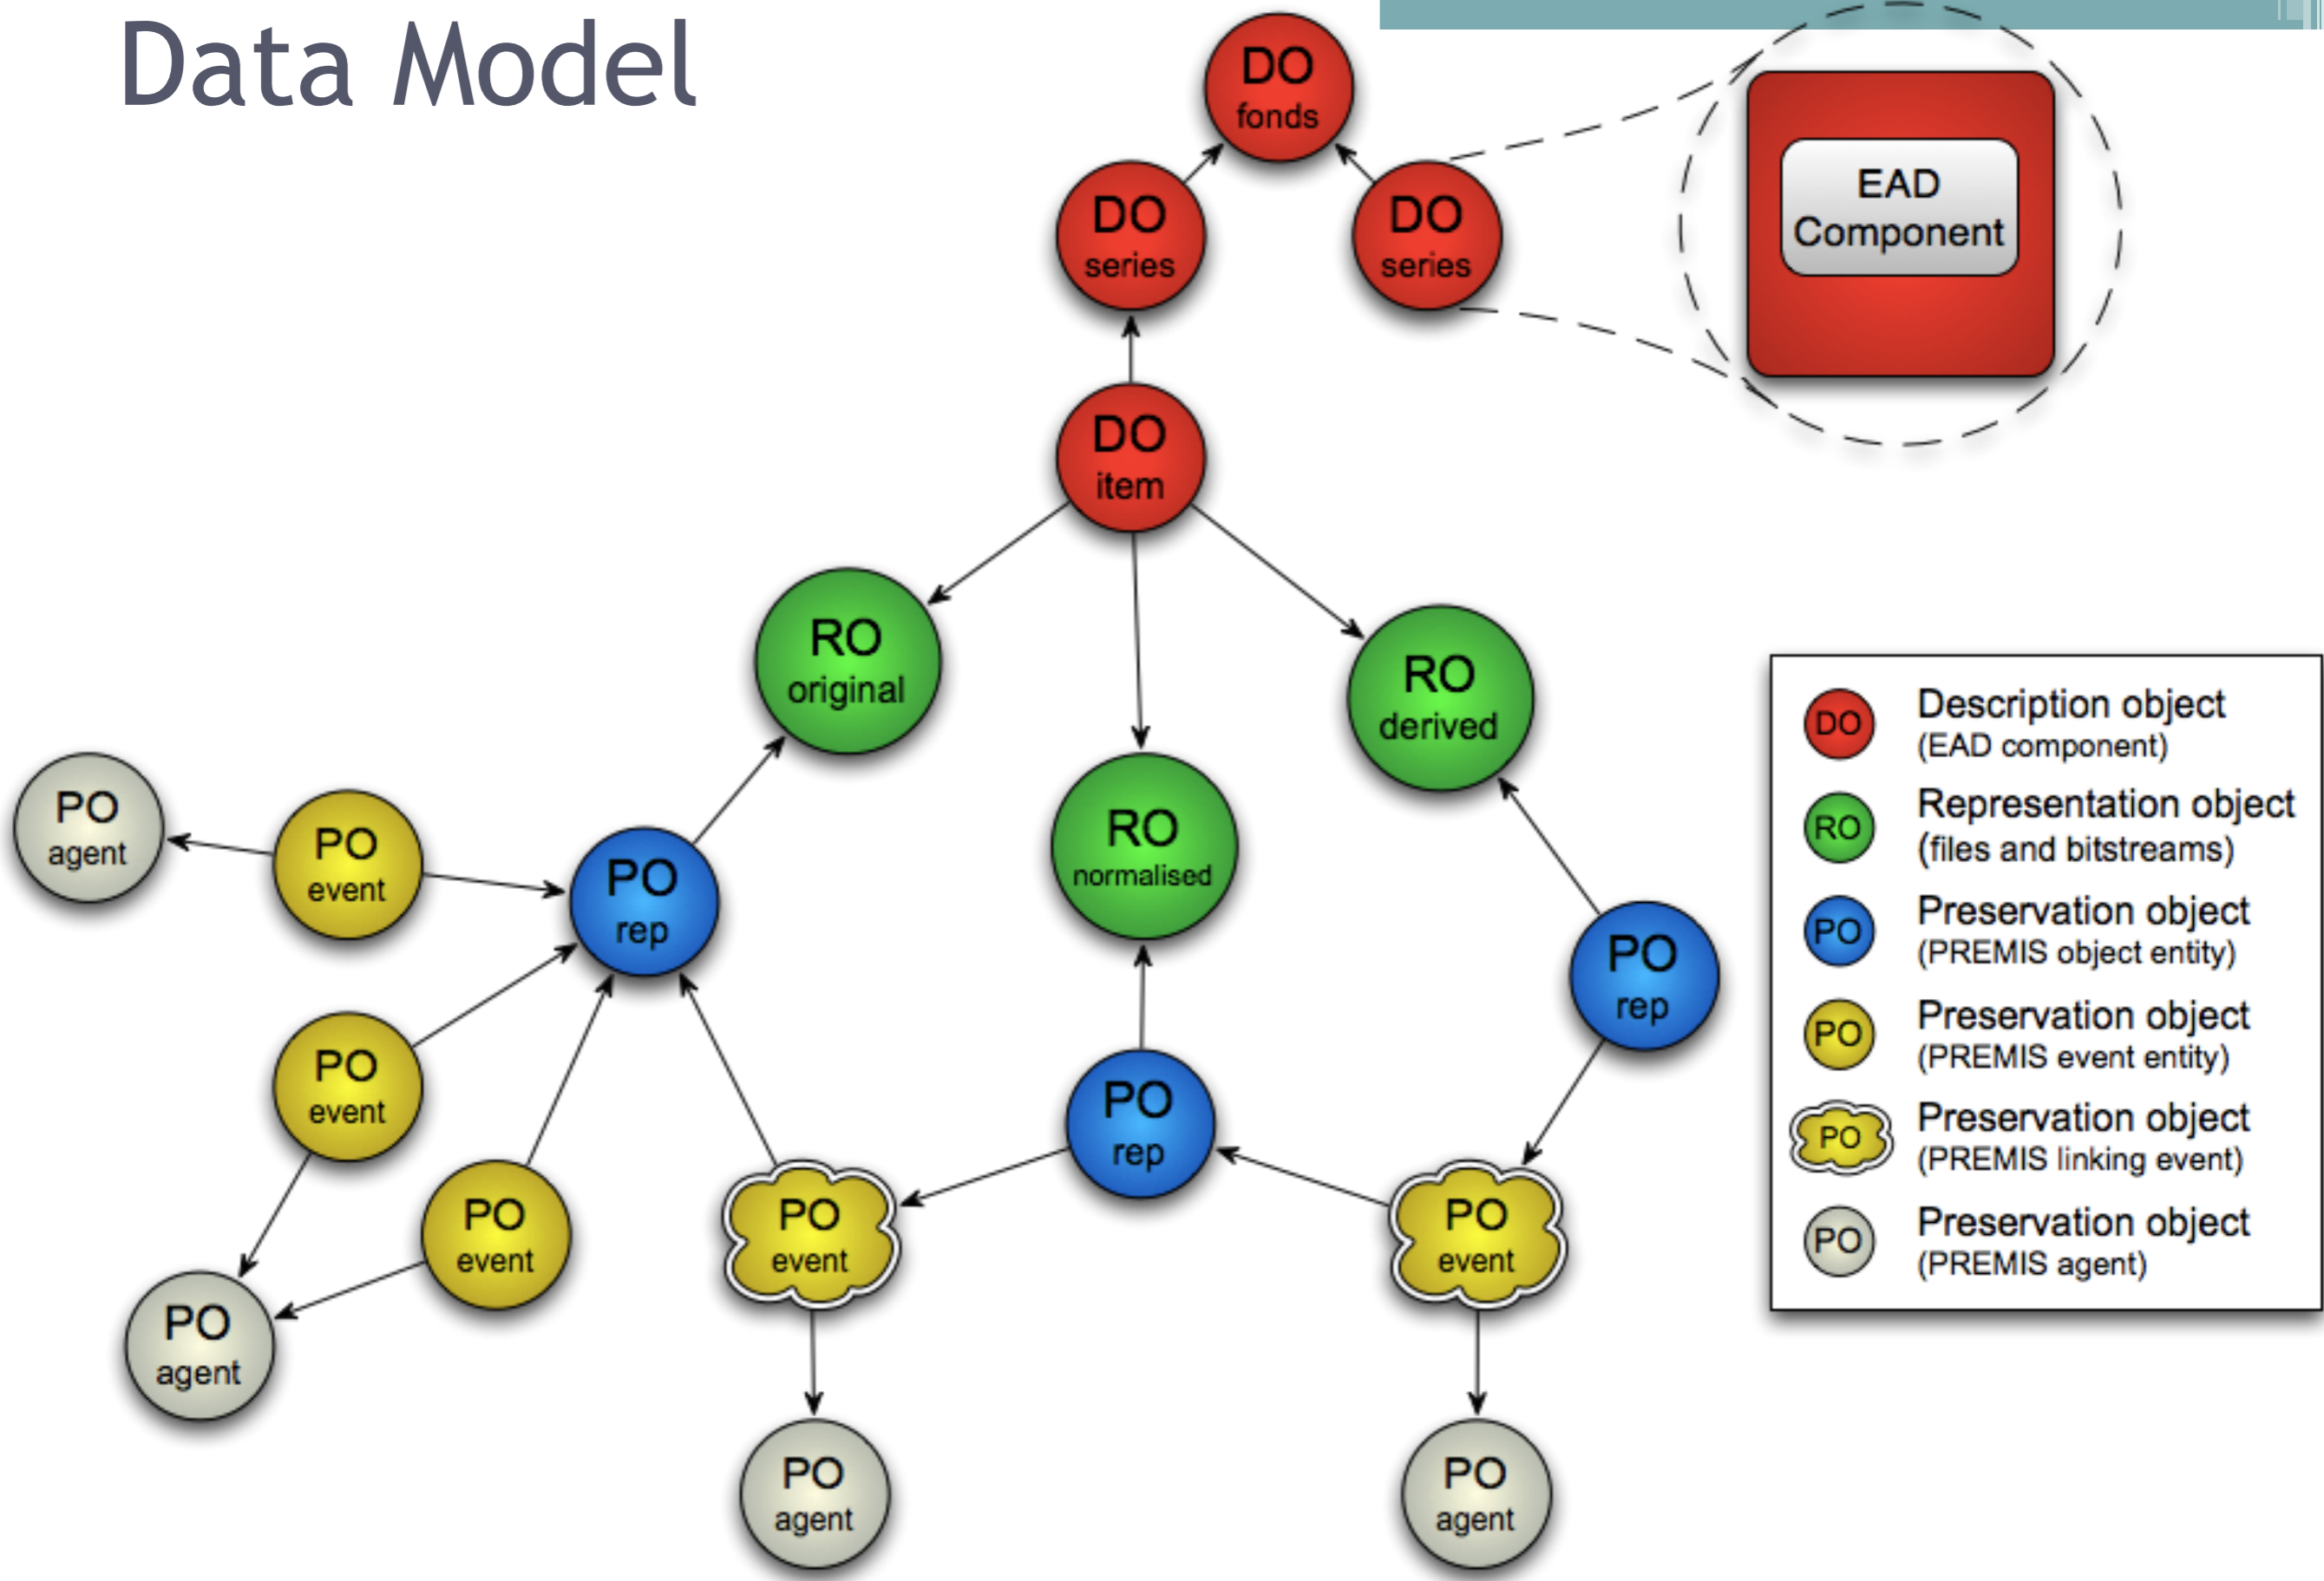 Data Model
DO
fonds
DO
series
DO
series
EAD
Component
DO
item
RO
original
RO
derived
RO
normalised
PO
agent
PO
event
PO
rep
PO
rep
PO
event
PO
rep
PO
event
PO
event
PO
event
PO
agent
PO
agent
PO
agent
DO
Description object
(EAD component)
RO
Representation object
(files and bitstreams)
PO
Preservation object
(PREMIS object entity)
PO
Preservation object
(PREMIS event entity)
PO
Preservation object
(PREMIS linking event)
PO
Preservation object
(PREMIS agent)